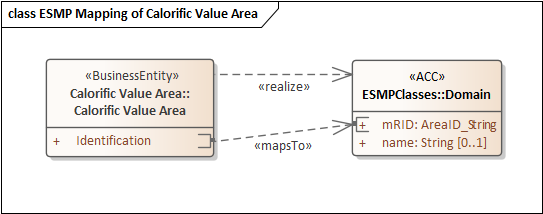 class ESMP Mapping of Calorific Value Area
«BusinessEntity»
Calorific Value Area::
Calorific Value Area
+ Identification
«realize»
«mapsTo»
«ACC»
ESMPClasses::Domain
+ mRID: AreaID_String
+ name: String [0..1]